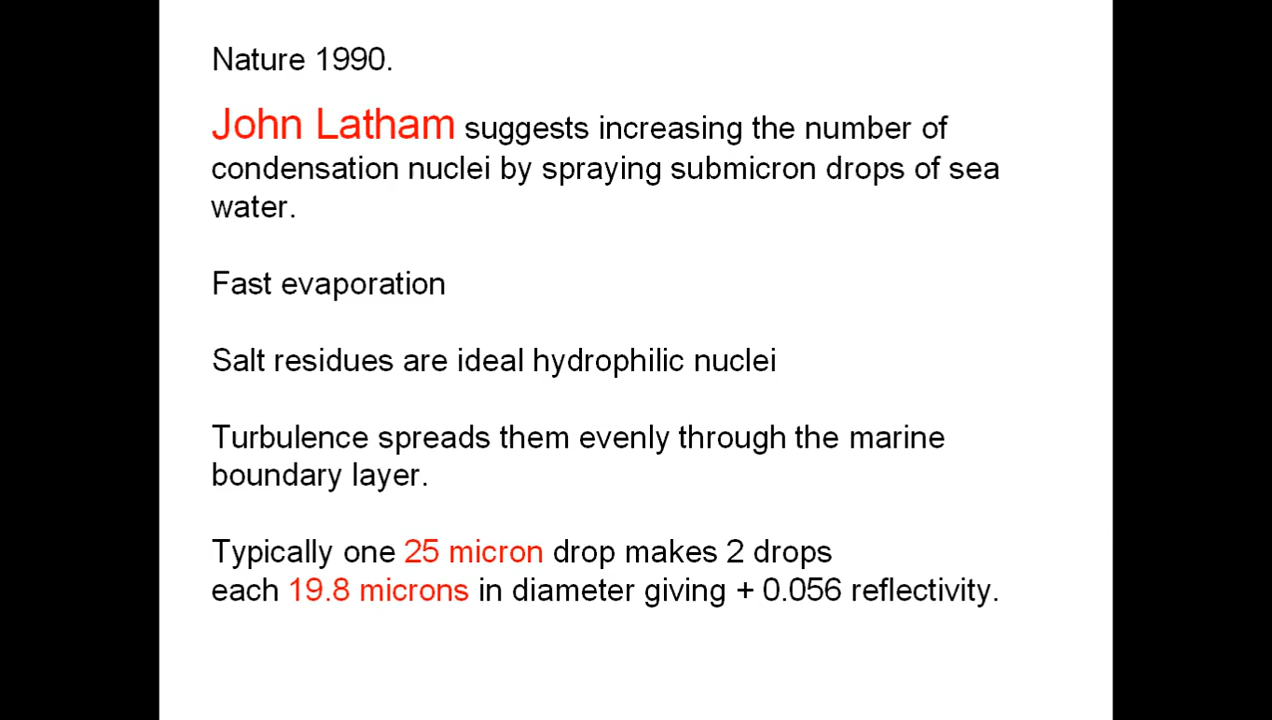 Nature 1990.
John Latham suggests increasing the number of
condensation nuclei by spraying submicron drops of sea
water.
Fast evaporation
Salt residues are ideal hydrophilic nuclei
Turbulence spreads them evenly through the marine
boundary layer.
Typically one 25 micron drop makes 2 drops
each 19.8 microns in diameter giving + 0.056 reflectivity.